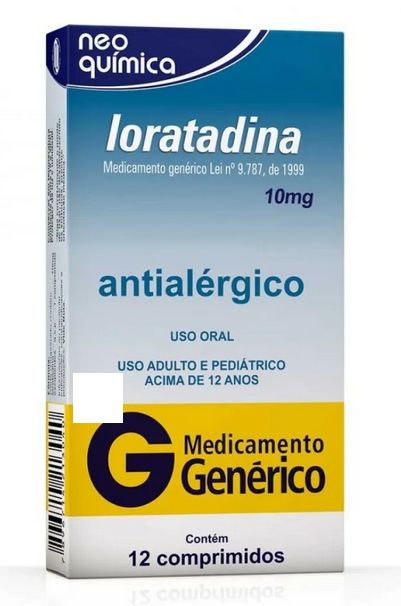 neo
química
loratadina
Medicamento genérico Lei nº 9.787, de 1999
10mg
antialérgico
USO ORAL
USO ADULTO E PEDIÁTRICO
ACIMA DE 12 ANOS
G Medicamento
Genérico
Contém
12 comprimidos